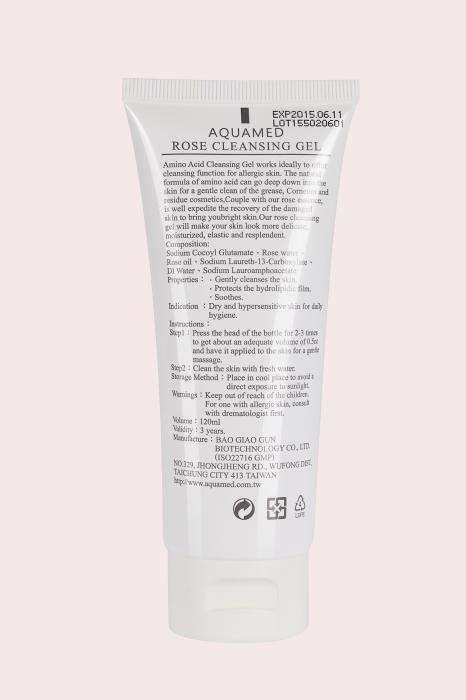 EXP2015.06.11
LOT155020601
AQUAMED
ROSE CLEANSING GEL
Amino Acid Cleansing Gel works ideally to offer
cleansing function for allergic skin. The natural
formula of amino acid can go deep down into the
skin for a gentle clean of the grease, Comeden and
residue cosmetics,Couple with our rose essence,
is well expedite the recovery of the damaged
skin to bring youbright skin.Our rose cleansing
gel will make your skin look more delicate,
moisturized, elastic and resplendent.
Composition:
Sodium Cocoyl Glutamate、Rose water、
Rose oil、Sodium Laureth-13-Carboxylate、
DI Water、Sodium Lauroamphoacetate
Properties：・Gently cleanses the skin.
・Protects the hydrolipidic film.
・Soothes.
Indication：Dry and hypersensitive skin for daily
hygiene.
Instructions：
Step1：Press the head of the bottle for 2-3 times
to get about an adequate volume of 0.5cc
and have it applied to the skin for a gentle
massage.
Step2：Clean the skin with fresh water.
Storage Method：Place in cool place to avoid a
direct exposure to sunlight.
Warnings：Keep out of reach of the children.
For one with allergic skin, consult
with drematologist first.
Volume：120ml
Validity：3 years.
Manufacture：BAO GIAO GUN
BIOTECHNOLOGY CO., LTD.
(ISO22716 GMP)
NO.329, JHONGJHENG RD., WUFONG DIST.
TAICHUNG CITY 413 TAIWAN
http://www.aquamed.com.tw